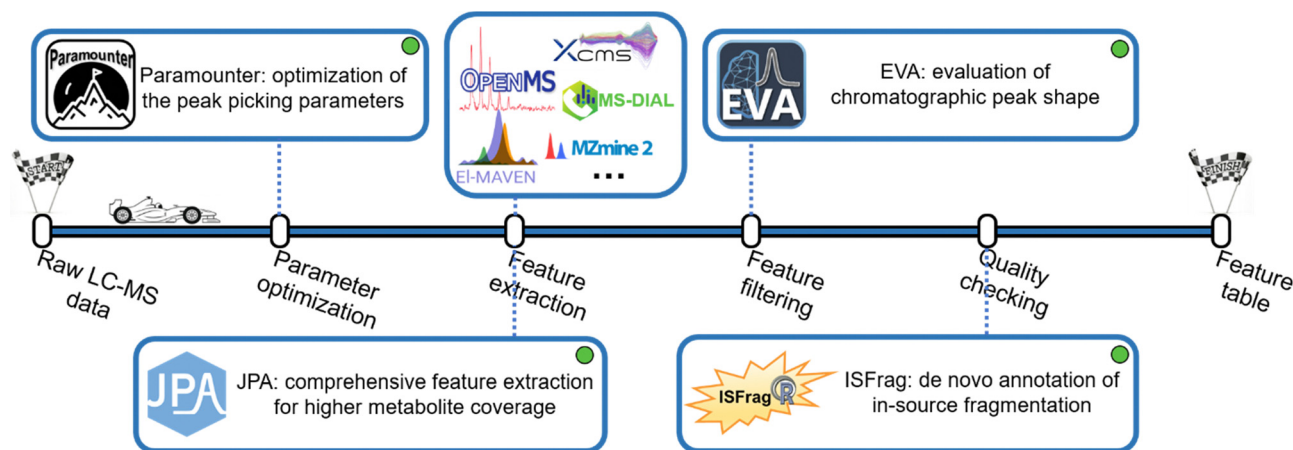 Paramounter
Paramounter: optimization of
the peak picking parameters
XCMS
OPENMS
MS-DIAL
MZmine 2
El-MAVEN
...
EVA
EVA: evaluation of
chromatographic peak shape
START
FINISH
Raw LC-MS
data
Parameter
optimization
Feature
extraction
Feature
filtering
Quality
checking
Feature
table
JPA
JPA: comprehensive feature extraction
for higher metabolite coverage
ISFrag R
ISFrag: de novo annotation of
in-source fragmentation